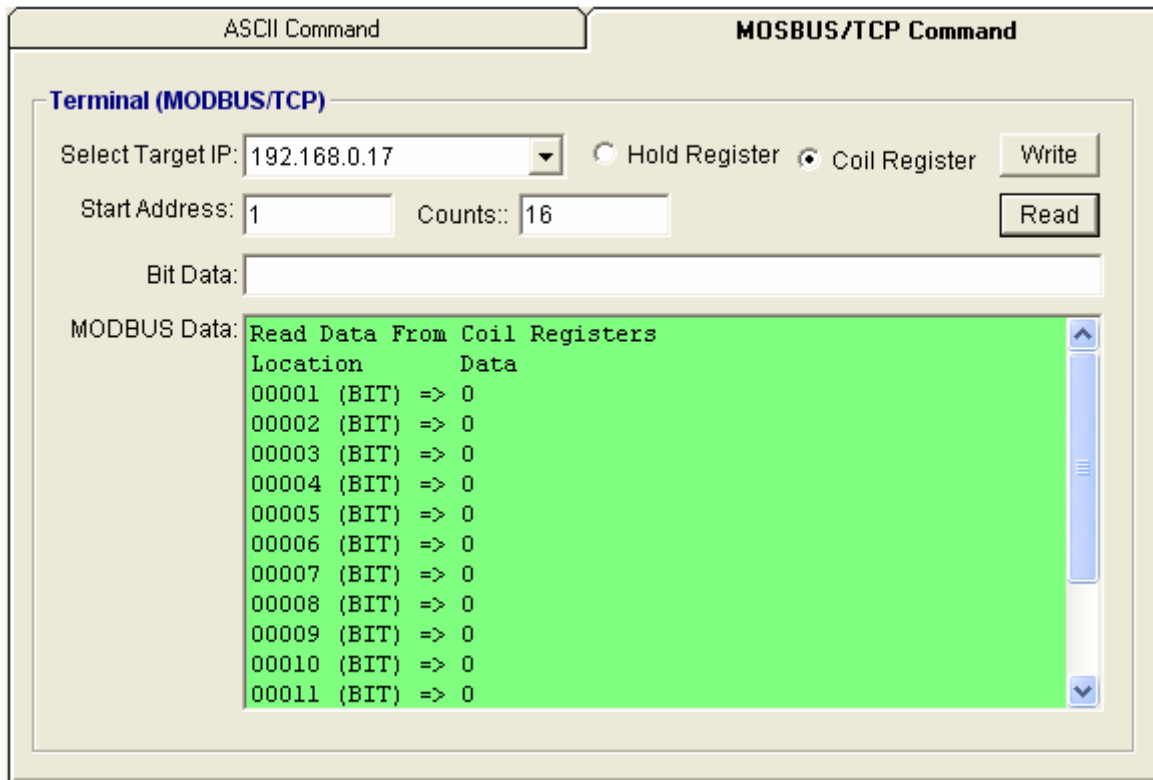 ASCII Command
MOSBUS/TCP Command
Terminal (MODBUS/TCP)
Select Target IP: 192.168.0.17 Hold Register Coil Register Write
Start Address: 1 Counts:: 16 Read
Bit Data:
MODBUS Data:
Read Data From Coil Registers
Location Data
00001 (BIT) => 0
00002 (BIT) => 0
00003 (BIT) => 0
00004 (BIT) => 0
00005 (BIT) => 0
00006 (BIT) => 0
00007 (BIT) => 0
00008 (BIT) => 0
00009 (BIT) => 0
00010 (BIT) => 0
00011 (BIT) => 0